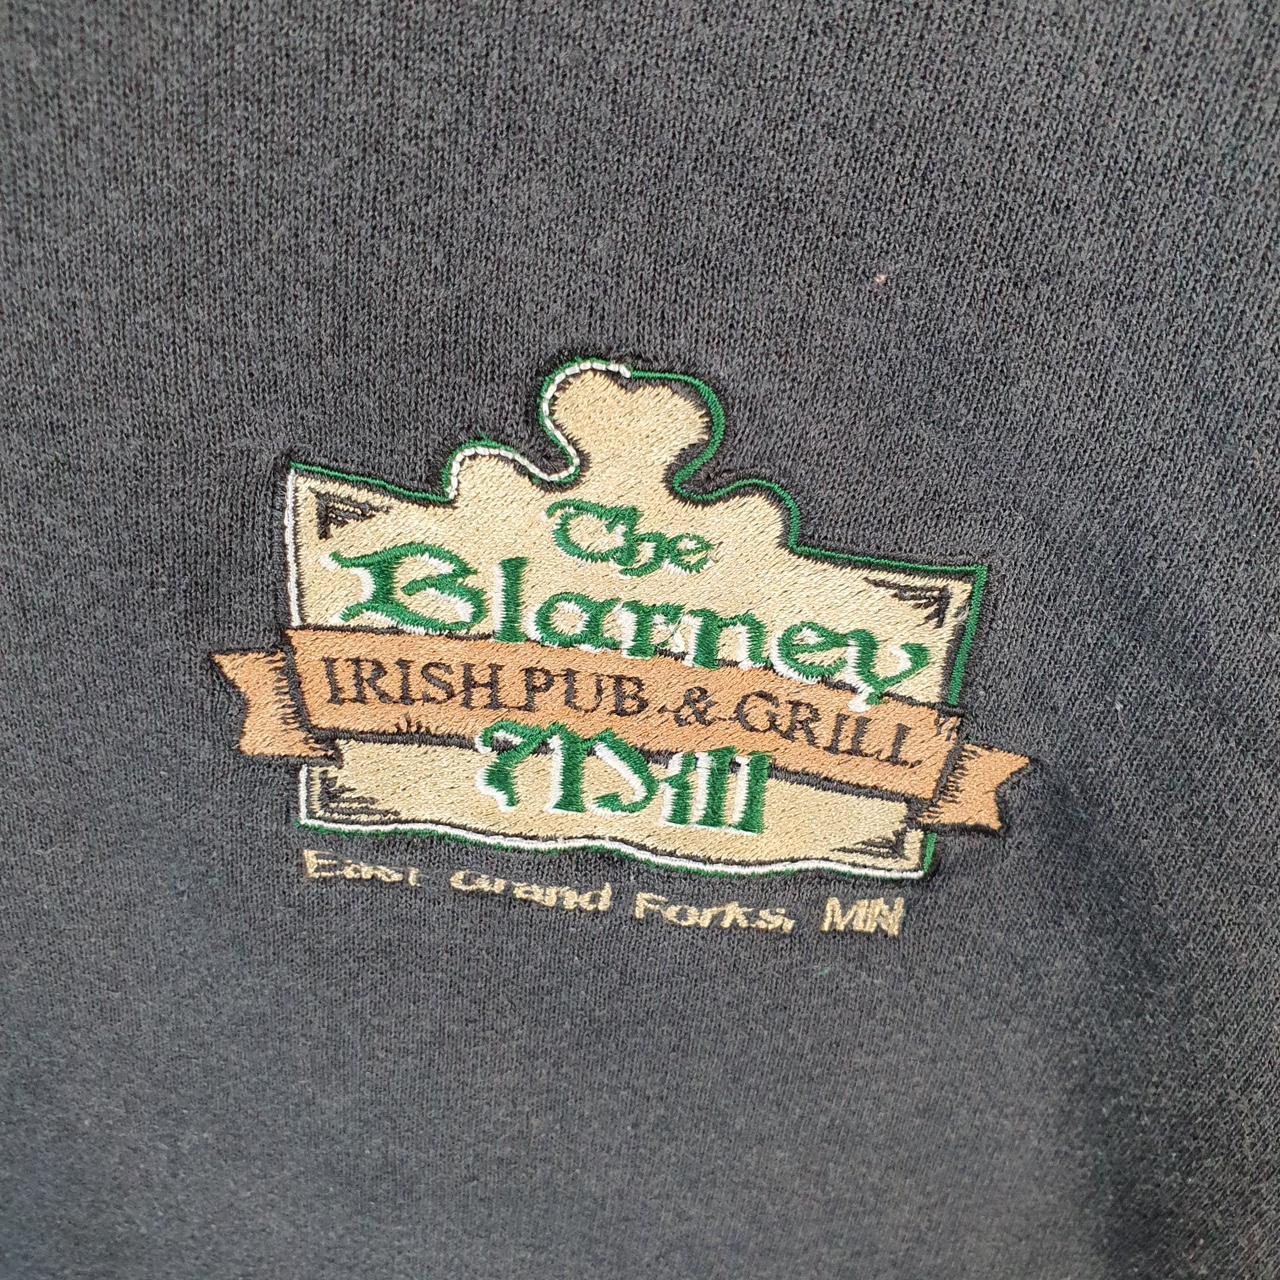 The
Blarney
IRISH PUB & GRILL
Mill
East Grand Forks, MN